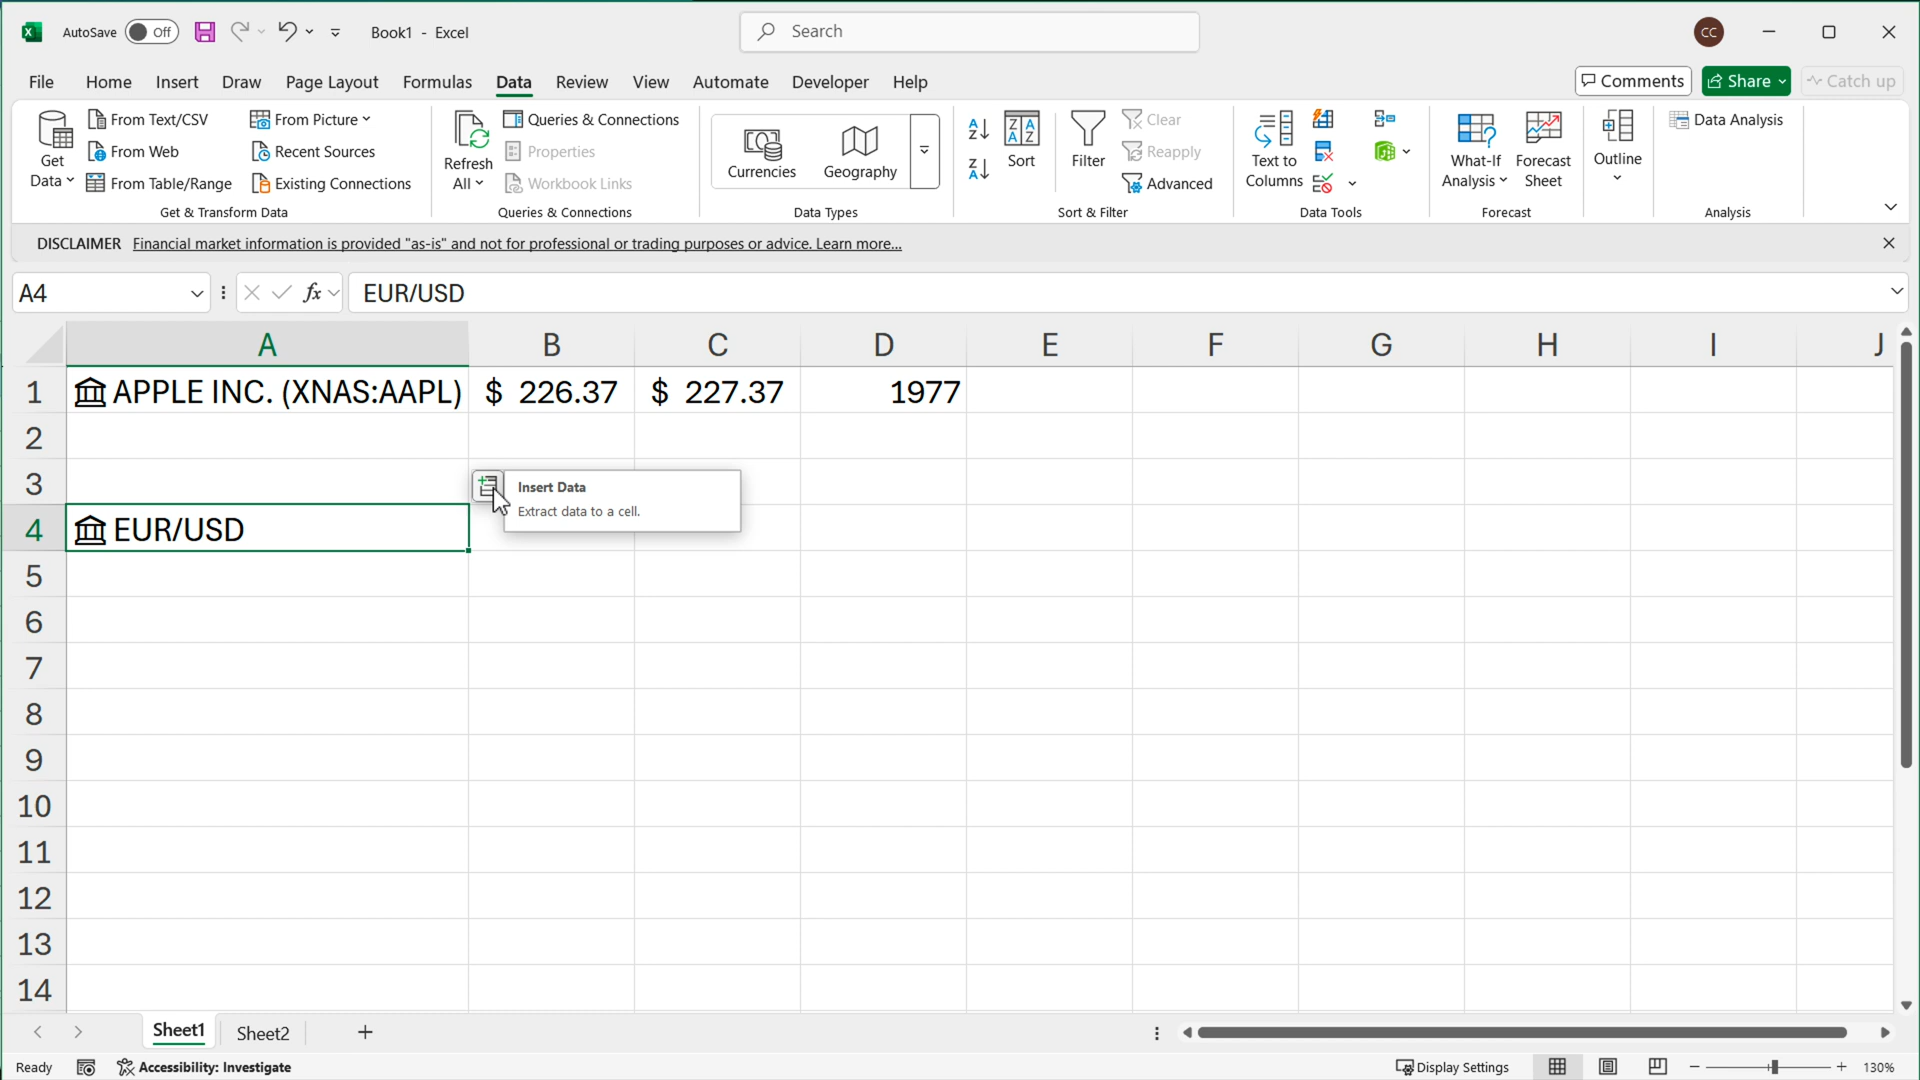 AutoSave Off Book1 - Excel Search CC
File Home Insert Draw Page Layout Formulas Data Review View Automate Developer Help Comments Share Catch up
Get Data
From Text/CSV
From Web
From Table/Range
From Picture
Recent Sources
Existing Connections
Get & Transform Data
Refresh All
Queries & Connections
Properties
Workbook Links
Queries & Connections
Currencies Geography
Data Types
Sort
Filter
Clear
Reapply
Advanced
Sort & Filter
Text to Columns
Data Tools
What-If Analysis
Forecast Sheet
Forecast
Outline
Data Analysis
Analysis
DISCLAIMER Financial market information is provided "as-is" and not for professional or trading purposes or advice. Learn more...
A4 fx EUR/USD
A B C D E F G H I J
1 APPLE INC. (XNAS:AAPL) $ 226.37 $ 227.37 1977
2
3
Insert Data
Extract data to a cell.
4 EUR/USD
5
6
7
8
9
10
11
12
13
14
Sheet1 Sheet2
Ready Accessibility: Investigate Display Settings 130%